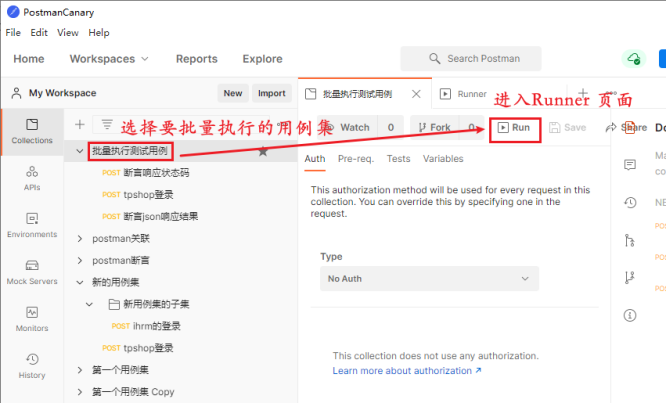 PostmanCanary
File Edit View Help
Home Workspaces Reports Explore Search Postman
My Workspace New Import 批量执行测试用例 Runner
进入Runner 页面
选择要批量执行的用例集
Watch 0 Fork 0 Run Save Share Do
Collections
批量执行测试用例
Auth Pre-req. Tests Variables
Ma
co
POST 断言响应状态码
APIs
POST tpshop登录
This authorization method will be used for every request in this
collection. You can override this by specifying one in the
request.
NE
POST 断言json响应结果
Environments
postman关联
postman断言
Type
No Auth
Mock Servers
新的用例集
新用例集的子集
Monitors
POST ihrm的登录
POST tpshop登录
This collection does not use any authorization.
Learn more about authorization
History
第一个用例集
第一个用例集 Copy